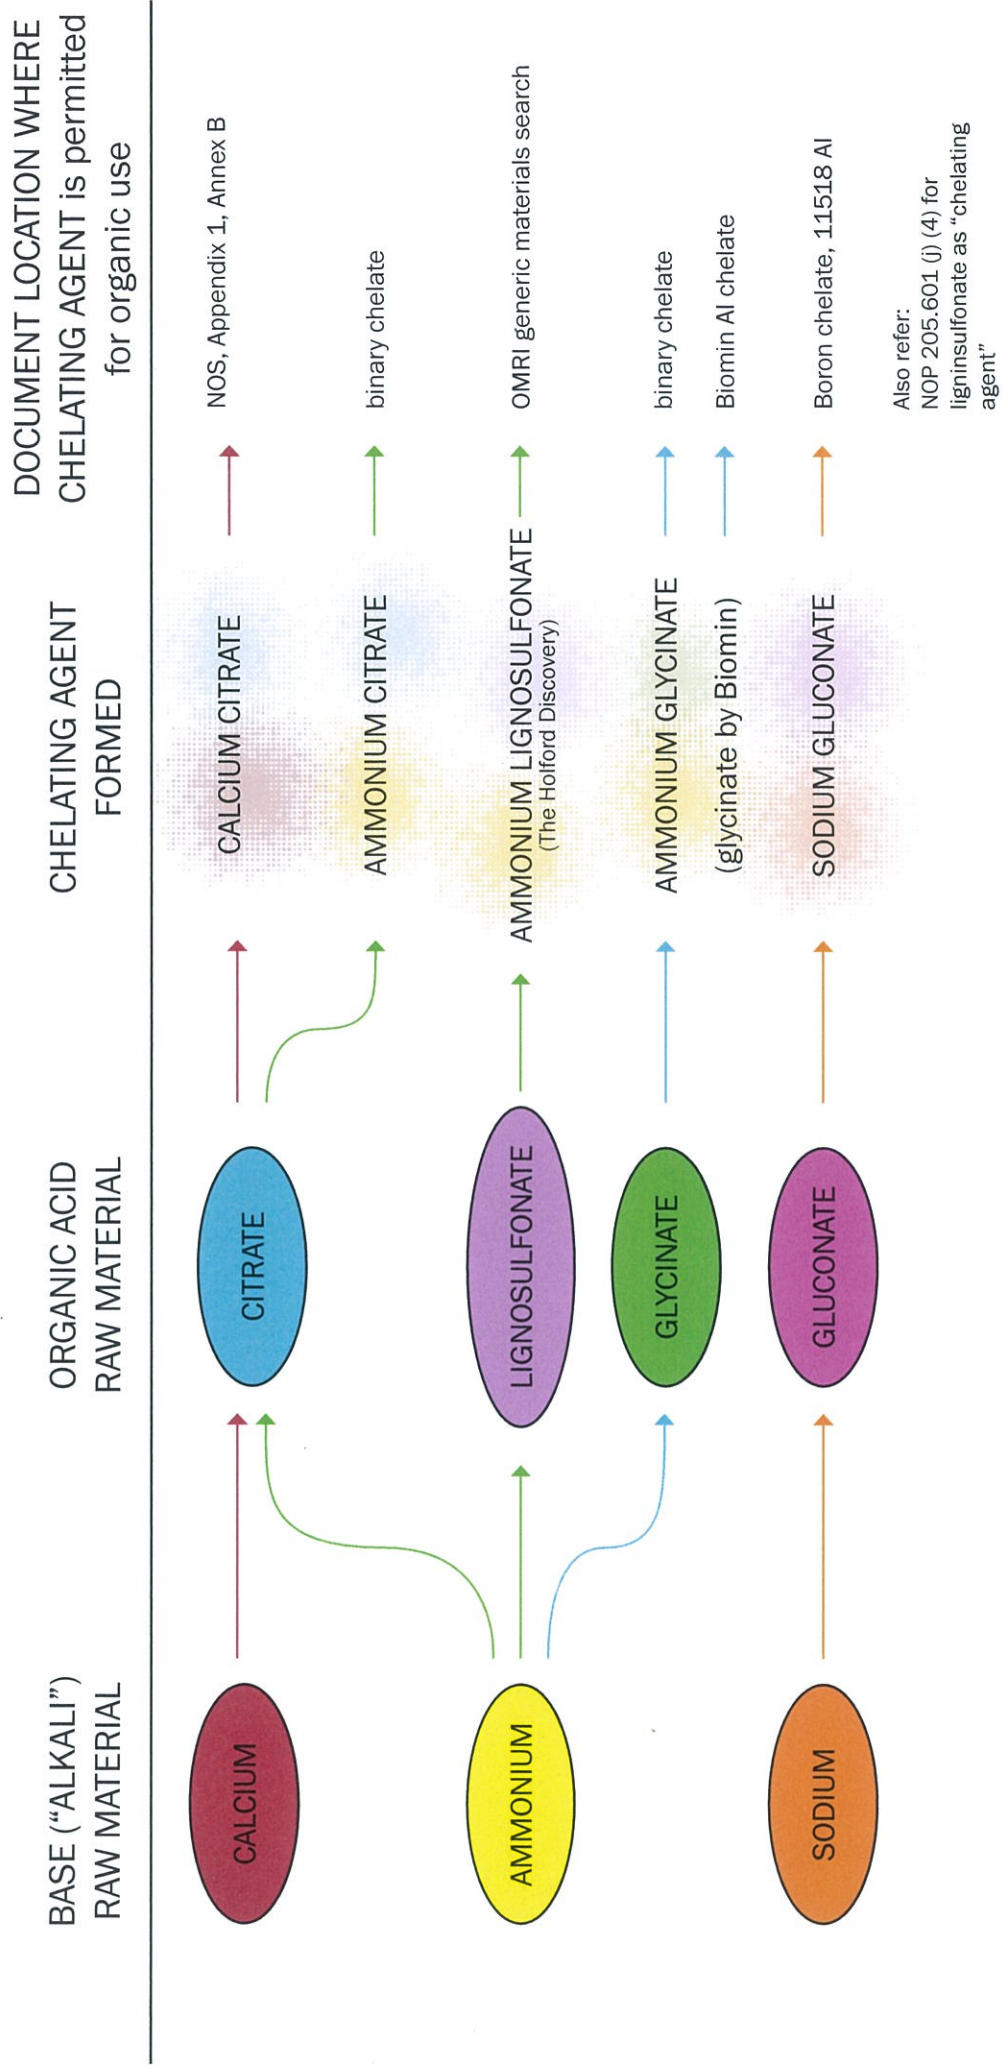 BASE (“ALKALI”)
RAW MATERIAL
ORGANIC ACID
RAW MATERIAL
CHELATING AGENT
FORMED
DOCUMENT LOCATION WHERE
CHELATING AGENT is permitted
for organic use
CALCIUM
CITRATE
CALCIUM CITRATE
NOS, Appendix 1, Annex B
AMMONIUM CITRATE
binary chelate
AMMONIUM
LIGNOSULFONATE
AMMONIUM LIGNOSULFONATE
(The Holford Discovery)
OMRI generic materials search
GLYCINATE
AMMONIUM GLYCINATE
binary chelate
(glycinate by Biomin)
Biomin AI chelate
SODIUM
GLUCONATE
SODIUM GLUCONATE
Boron chelate, 11518 AI
Also refer:
NOP 205.601 (j) (4) for
ligninsulfonate as “chelating
agent”